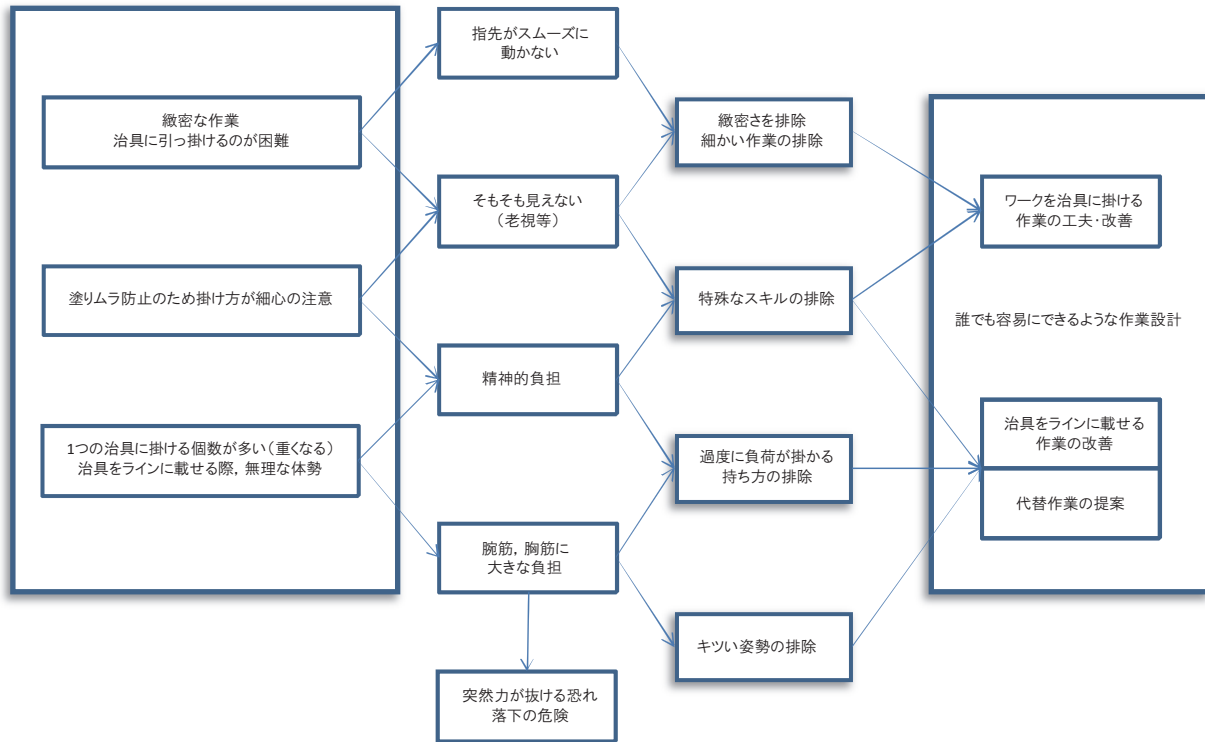 緻密な作業
治具に引っ掛けるのが困難
塗りムラ防止のため掛け方が細心の注意
1つの治具に掛ける個数が多い（重くなる）
治具をラインに載せる際，無理な体勢
指先がスムーズに
動かない
そもそも見えない
（老視等）
精神的負担
腕筋，胸筋に
大きな負担
突然力が抜ける恐れ
落下の危険
緻密さを排除
細かい作業の排除
特殊なスキルの排除
過度に負荷が掛かる
持ち方の排除
キツい姿勢の排除
ワークを治具に掛ける
作業の工夫・改善
誰でも容易にできるような作業設計
治具をラインに載せる
作業の改善
代替作業の提案